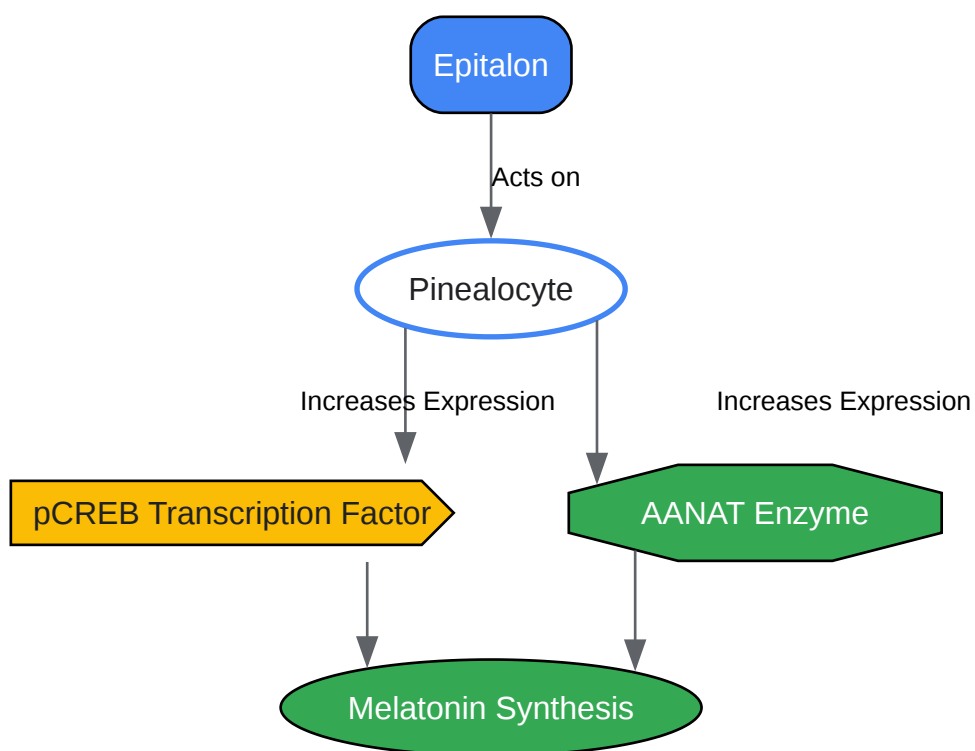 Epitalon
Acts on
Pinealocyte
Increases Expression
Increases Expression
pCREB Transcription Factor
AANAT Enzyme
Melatonin Synthesis